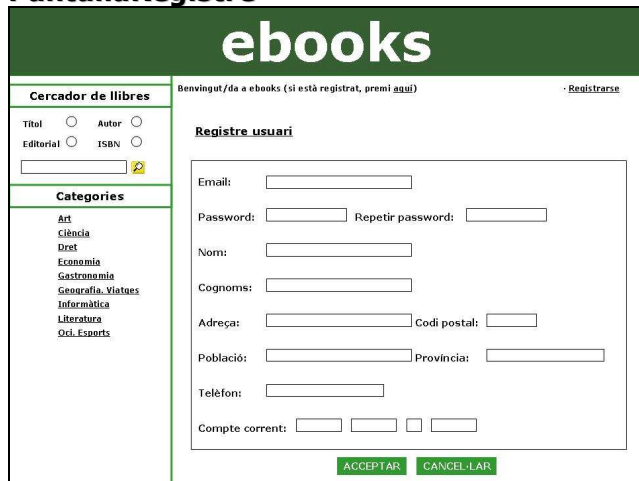 PantallaRegistre
ebooks
Cercador de llibres
Títol Autor
Editorial ISBN
Categories
Art
Ciència
Dret
Economia
Gastronomia
Geografia. Viatges
Informàtica
Literatura
Oci. Esports
Benvingut/da a ebooks (si està registrat, premi aquí) · Registrarse
Registre usuari
Email:
Password: Repetir password:
Nom:
Cognoms:
Adreça: Codi postal:
Població: Província:
Telèfon:
Compte corrent:
ACCEPTAR CANCEL·LAR